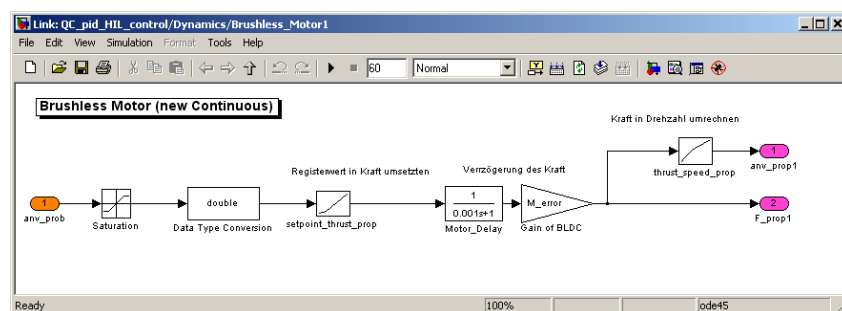 Link: QC_pid_HIL_control/Dynamics/Brushless_Motor1
File Edit View Simulation Format Tools Help
60 Normal
Brushless Motor (new Continuous)
Kraft in Drehzahl umrechnen
1
anv_prop1
thrust_speed_prop
Registerwert in Kraft umsetzten
Verrzögerung des Kraft
1
anv_prob
Saturation
double
Data Type Conversion
setpoint_thrust_prop
1
0.001s+1
Motor_Delay
M_error
Gain of BLDC
2
F_prop1
Ready 100% ode45